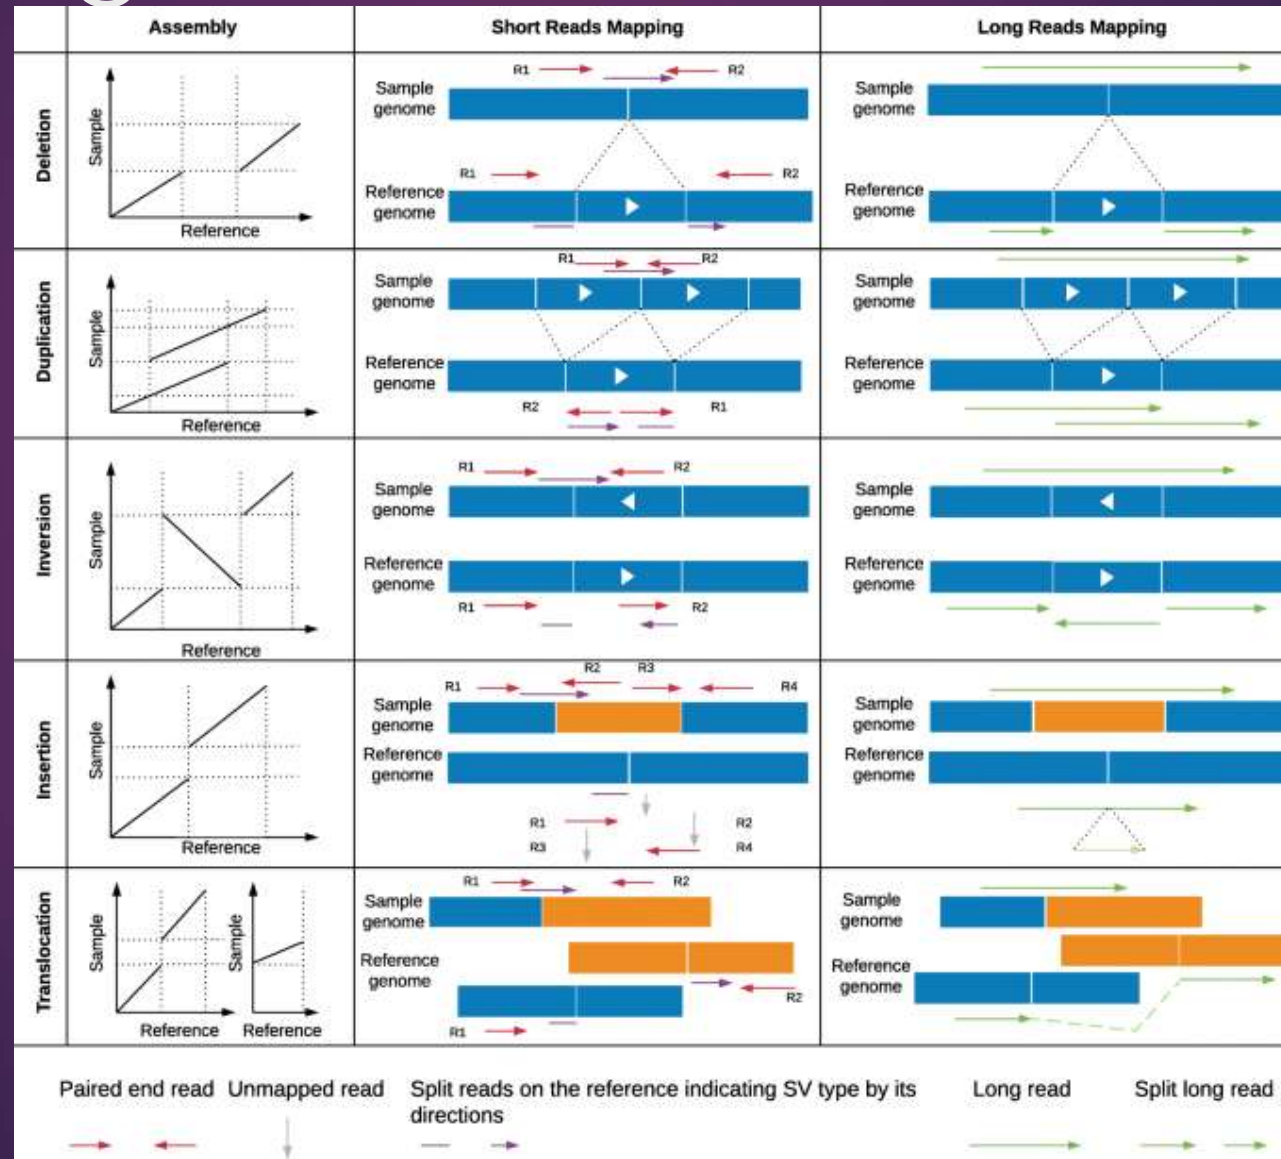 Assembly
Short Reads Mapping
Long Reads Mapping
Deletion
Sample
Reference
R1
R2
Sample
genome
R1
R2
Reference
genome
Sample
genome
Reference
genome
Duplication
Sample
Reference
R1
R2
Sample
genome
Reference
genome
R2
R1
Sample
genome
Reference
genome
Inversion
Sample
Reference
R1
R2
Sample
genome
Reference
genome
R1
R2
Sample
genome
Reference
genome
Insertion
Sample
Reference
R2
R3
R1
R4
Sample
genome
Reference
genome
R1
R2
R3
R4
Sample
genome
Reference
genome
Translocation
Sample
Reference
Sample
Reference
R1
R2
Sample
genome
Reference
genome
R2
R1
Sample
genome
Reference
genome
Paired end read
Unmapped read
Split reads on the reference indicating SV type by its
directions
Long read
Split long read